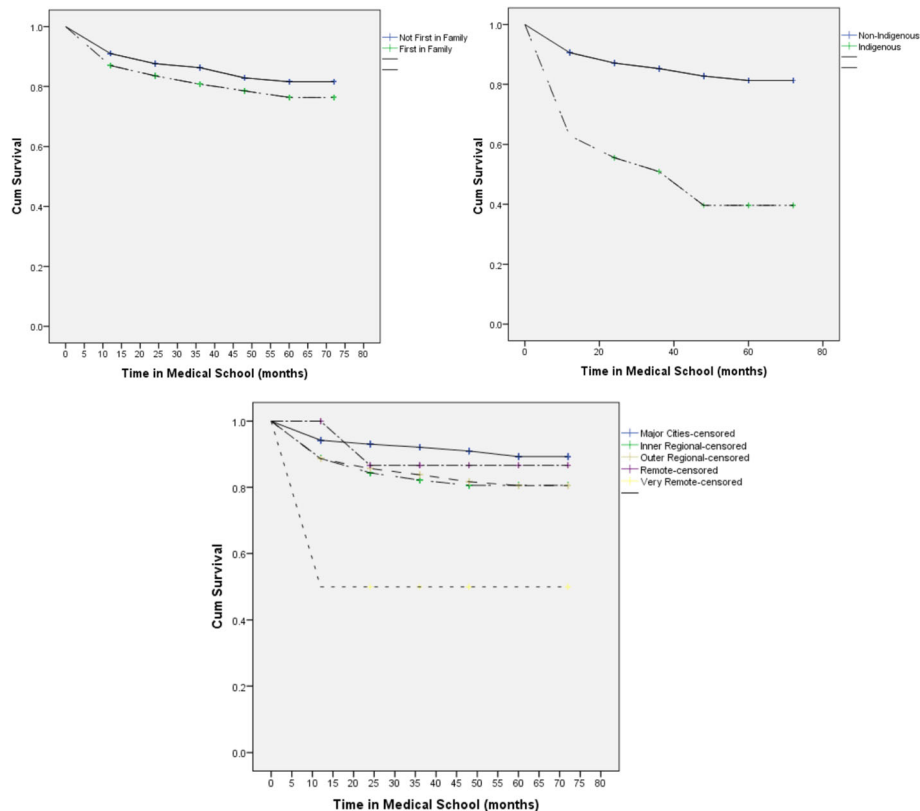 Cum Survival
1.0
0.8
0.6
0.4
0.2
0.0
0 5 10 15 20 25 30 35 40 45 50 55 60 65 70 75 80
Time in Medical School (months)
Not First in Family
First in Family
Cum Survival
1.0
0.8
0.6
0.4
0.2
0.0
0 20 40 60 80
Time in Medical School (months)
Non-Indigenous
Indigenous
Cum Survival
1.0
0.8
0.6
0.4
0.2
0.0
0 5 10 15 20 25 30 35 40 45 50 55 60 65 70 75 80
Time in Medical School (months)
Major Cities-censored
Inner Regional-censored
Outer Regional-censored
Remote-censored
Very Remote-censored